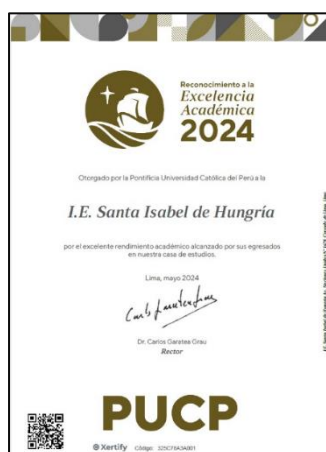 Reconocimiento a la
Excelencia
Académica
2024
Otorgado por la Pontificia Universidad Católica del Perú a la
I.E. Santa Isabel de Hungría
por el excelente rendimiento académico alcanzado por sus egresados
en nuestra casa de estudios.
Lima, mayo 2024
Dr. Carlos Garatea Grau
Rector
PUCP
Xertify Código: